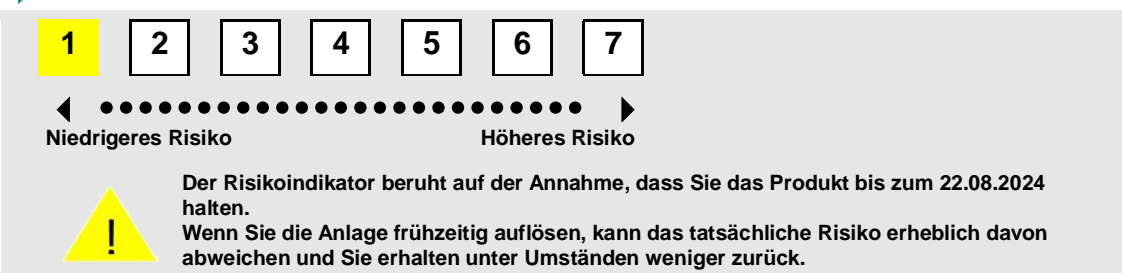 1 2 3 4 5 6 7
Niedrigeres Risiko Höheres Risiko
Der Risikoindikator beruht auf der Annahme, dass Sie das Produkt bis zum 22.08.2024
halten.
Wenn Sie die Anlage frühzeitig auflösen, kann das tatsächliche Risiko erheblich davon
abweichen und Sie erhalten unter Umständen weniger zurück.
!